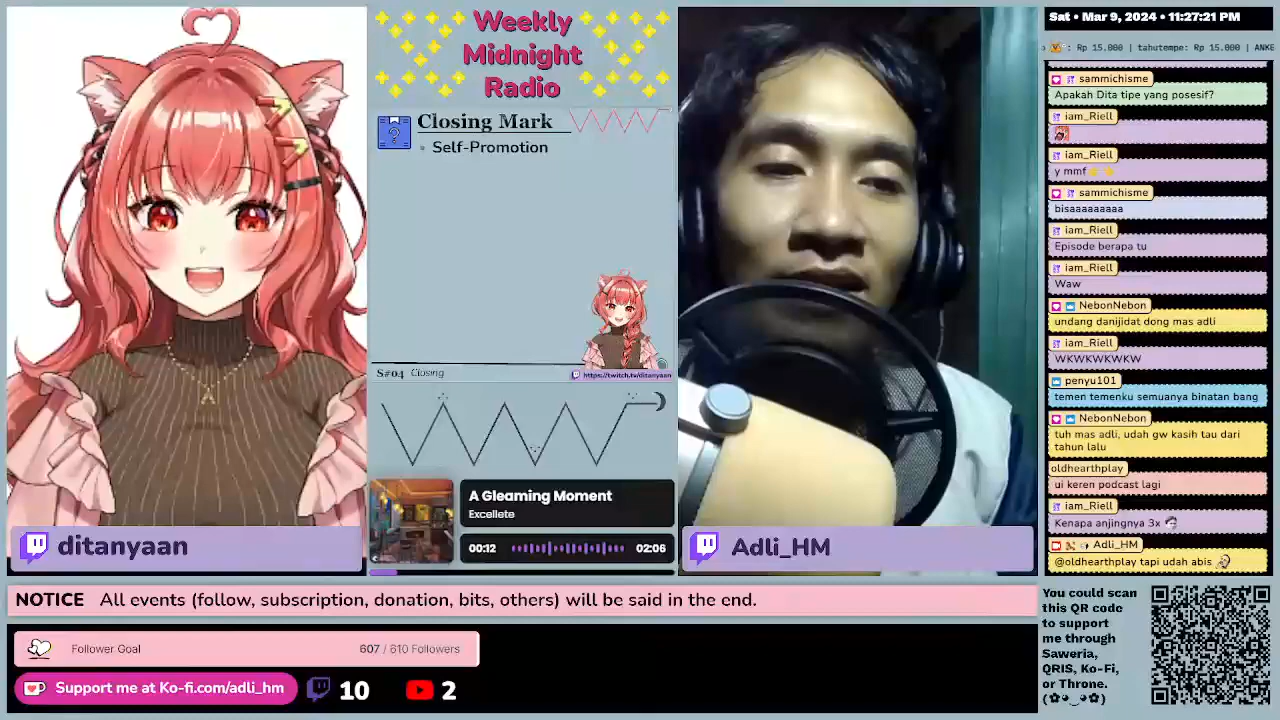 Weekly
Midnight
Radio
Closing Mark
Self-Promotion
S#04 Closing
https://twitch.tv/ditanyaan
A Gleaming Moment
Excellete
00:12
02:06
ditanyaan
Adli_HM
Sat • Mar 9, 2024 • 11:27:21 PM
: Rp 15.000 | tahutempe: Rp 15.000 | ANKE
sammichisme
Apakah Dita tipe yang posesif?
iam_Riell
iam_Riell
y mmf
sammichisme
bisaaaaaaaaa
iam_Riell
Episode berapa tu
iam_Riell
Waw
NebonNebon
undang danijidat dong mas adli
iam_Riell
WKWKWKWKW
penyu101
temen temenku semuanya binatan bang
NebonNebon
tuh mas adli, udah gw kasih tau dari
tahun lalu
oldhearthplay
ui keren podcast lagi
iam_Riell
Kenapa anjingnya 3x
Adli_HM
@oldhearthplay tapi udah abis
NOTICE All events (follow, subscription, donation, bits, others) will be said in the end.
Follower Goal
607 / 610 Followers
Support me at Ko-fi.com/adli_hm
10
2
You could scan
this QR code
to support
me through
Saweria,
QRIS, Ko-Fi,
or Throne.
(✿◕‿◕✿)